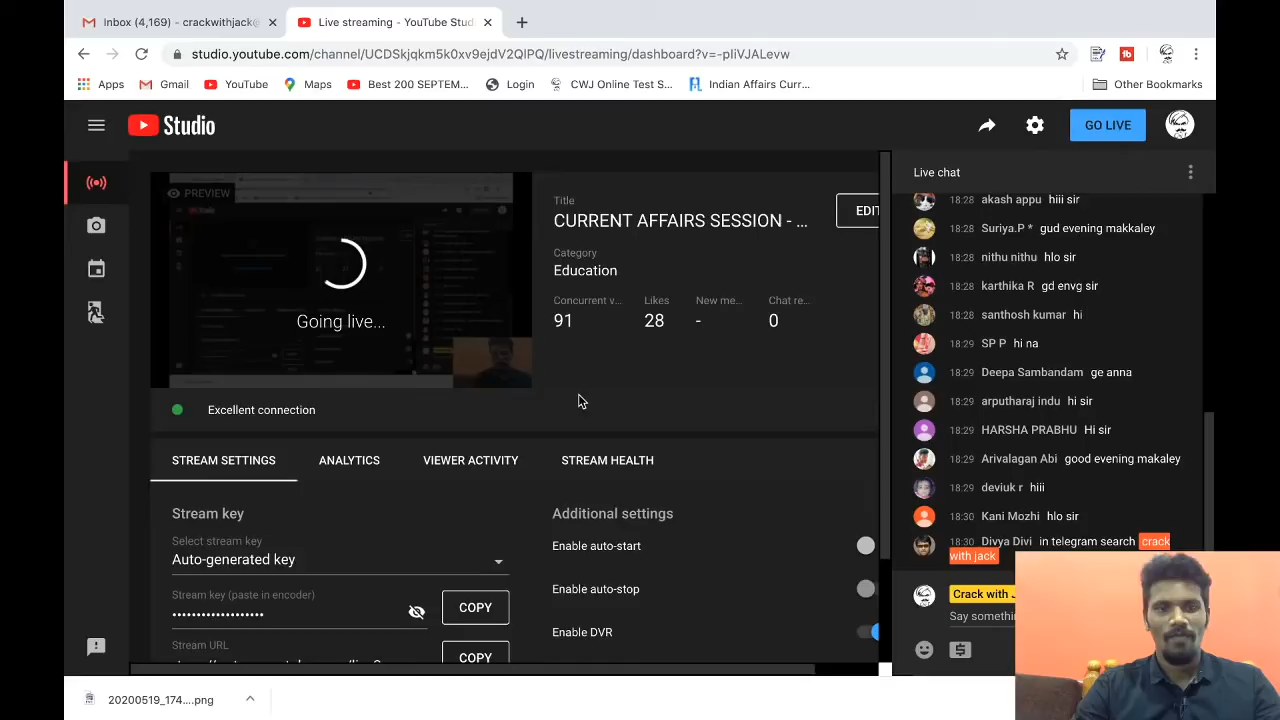 Inbox (4,169) - crackwithjack@
Live streaming - YouTube Stud
studio.youtube.com/channel/UCDSkjqkm5k0xv9ejdV2QlPQ/livestreaming/dashboard?v=-pIiVJALevw
Apps
Gmail
YouTube
Maps
Best 200 SEPTEM...
Login
CWJ Online Test S...
Indian Affairs Curr...
Other Bookmarks
Studio
GO LIVE
PREVIEW
Going live...
Title
CURRENT AFFAIRS SESSION - ...
EDIT
Category
Education
Concurrent v... Likes New me... Chat re...
91 28 - 0
Excellent connection
STREAM SETTINGS ANALYTICS VIEWER ACTIVITY STREAM HEALTH
Stream key
Select stream key
Auto-generated key
Stream key (paste in encoder)
••••••••••••••••••
COPY
Stream URL
COPY
Additional settings
Enable auto-start
Enable auto-stop
Enable DVR
Live chat
18:28 akash appu hiii sir
18:28 Suriya.P * gud evening makkaley
18:28 nithu nithu hlo sir
18:28 karthika R gd envg sir
18:28 santhosh kumar hi
18:29 SP P hi na
18:29 Deepa Sambandam ge anna
18:29 arputharaj indu hi sir
18:29 HARSHA PRABHU Hi sir
18:29 Arivalagan Abi good evening makaley
18:29 deviuk r hiii
18:30 Kani Mozhi hlo sir
18:30 Divya Divi in telegram search crack
with jack
Crack with J
Say somethi
20200519_174....png